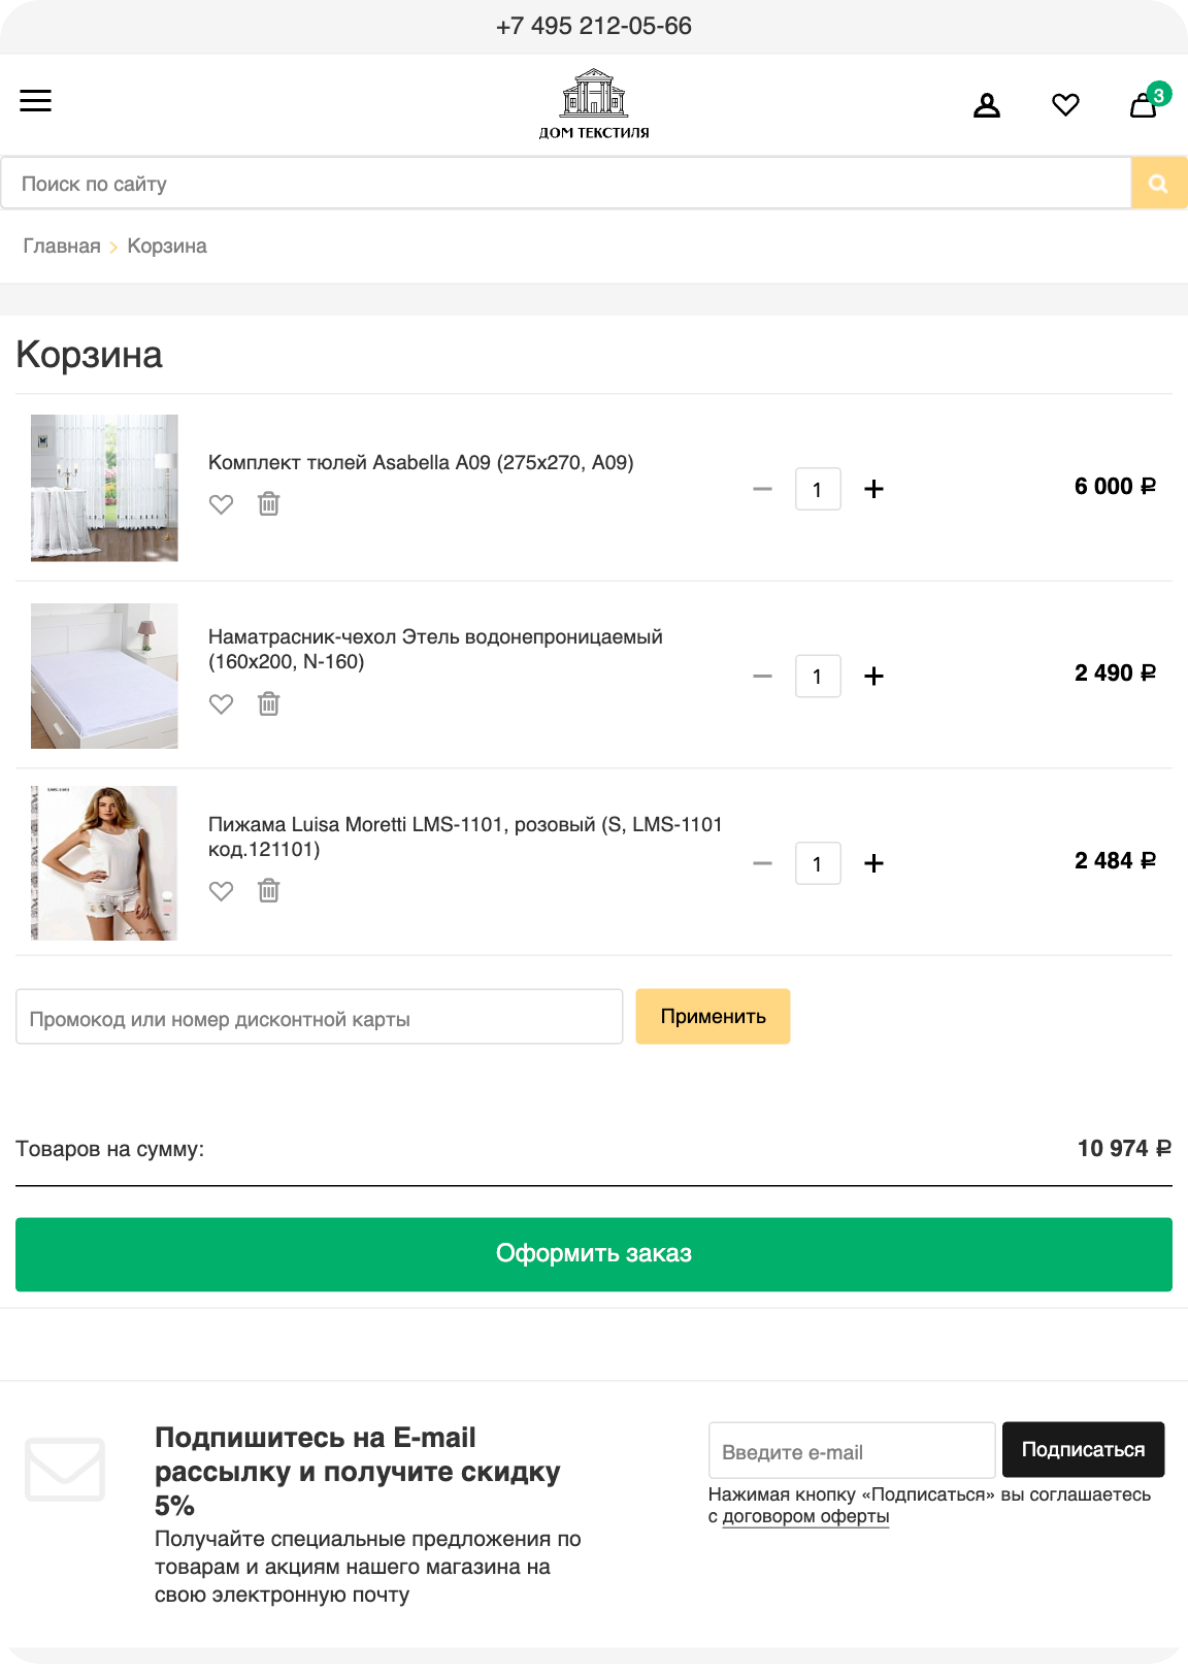 +7 495 212-05-66
ДОМ ТЕКСТИЛЯ
3
Поиск по сайту
Главная › Корзина
Корзина
Комплект тюлей Asabella A09 (275x270, A09)
1
6 000 ₽
Наматрасник-чехол Этель водонепроницаемый
(160x200, N-160)
1
2 490 ₽
Пижама Luisa Moretti LMS-1101, розовый (S, LMS-1101
код.121101)
1
2 484 ₽
Промокод или номер дисконтной карты
Применить
Товаров на сумму:
10 974 ₽
Оформить заказ
Подпишитесь на E-mail
рассылку и получите скидку
5%
Получайте специальные предложения по
товарам и акциям нашего магазина на
свою электронную почту
Введите e-mail
Подписаться
Нажимая кнопку «Подписаться» вы соглашаетесь
с договором оферты